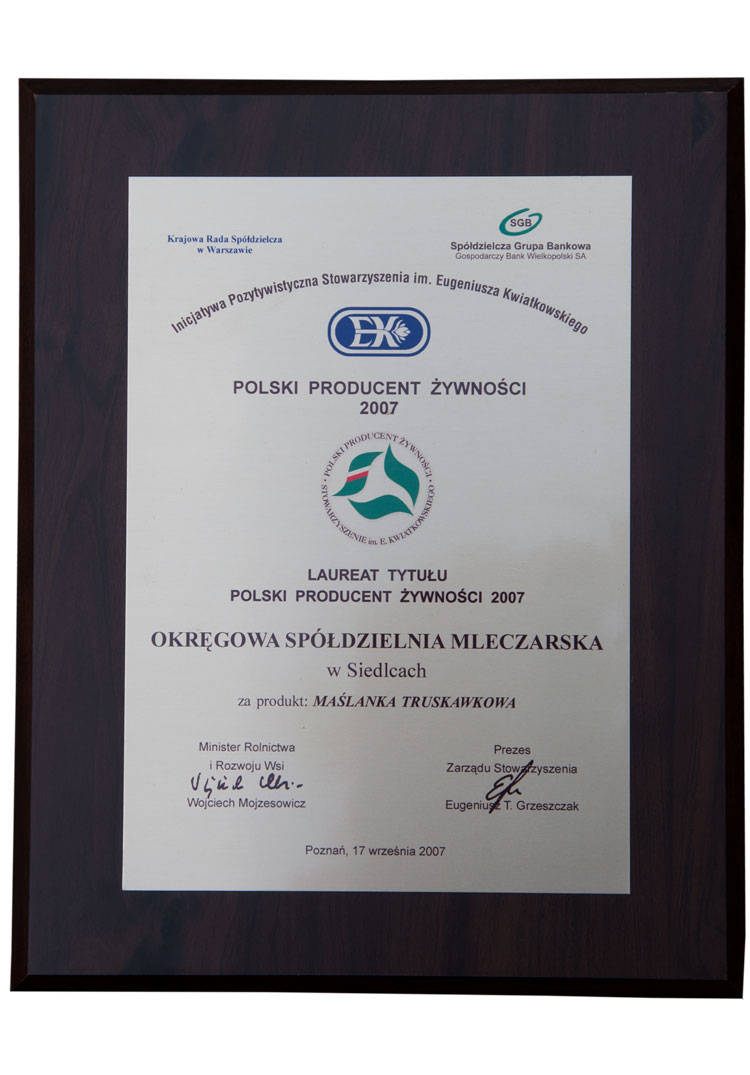 Krajowa Rada Spółdzielcza
w Warszawie
SGB
Spółdzielcza Grupa Bankowa
Gospodarczy Bank Wielkopolski SA
Inicjatywa Pozytywistyczna Stowarzyszenia im. Eugeniusza Kwiatkowskiego
EK
POLSKI PRODUCENT ŻYWNOŚCI
2007
• POLSKI PRODUCENT ŻYWNOŚCI •
STOWARZYSZENIE im. E. KWIATKOWSKIEGO
LAUREAT TYTUŁU
POLSKI PRODUCENT ŻYWNOŚCI 2007
OKRĘGOWA SPÓŁDZIELNIA MLECZARSKA
w Siedlcach
za produkt: MAŚLANKA TRUSKAWKOWA
Minister Rolnictwa
i Rozwoju Wsi
Wojciech Mojzesowicz
Prezes
Zarządu Stowarzyszenia
Eugeniusz T. Grzeszczak
Poznań, 17 września 2007